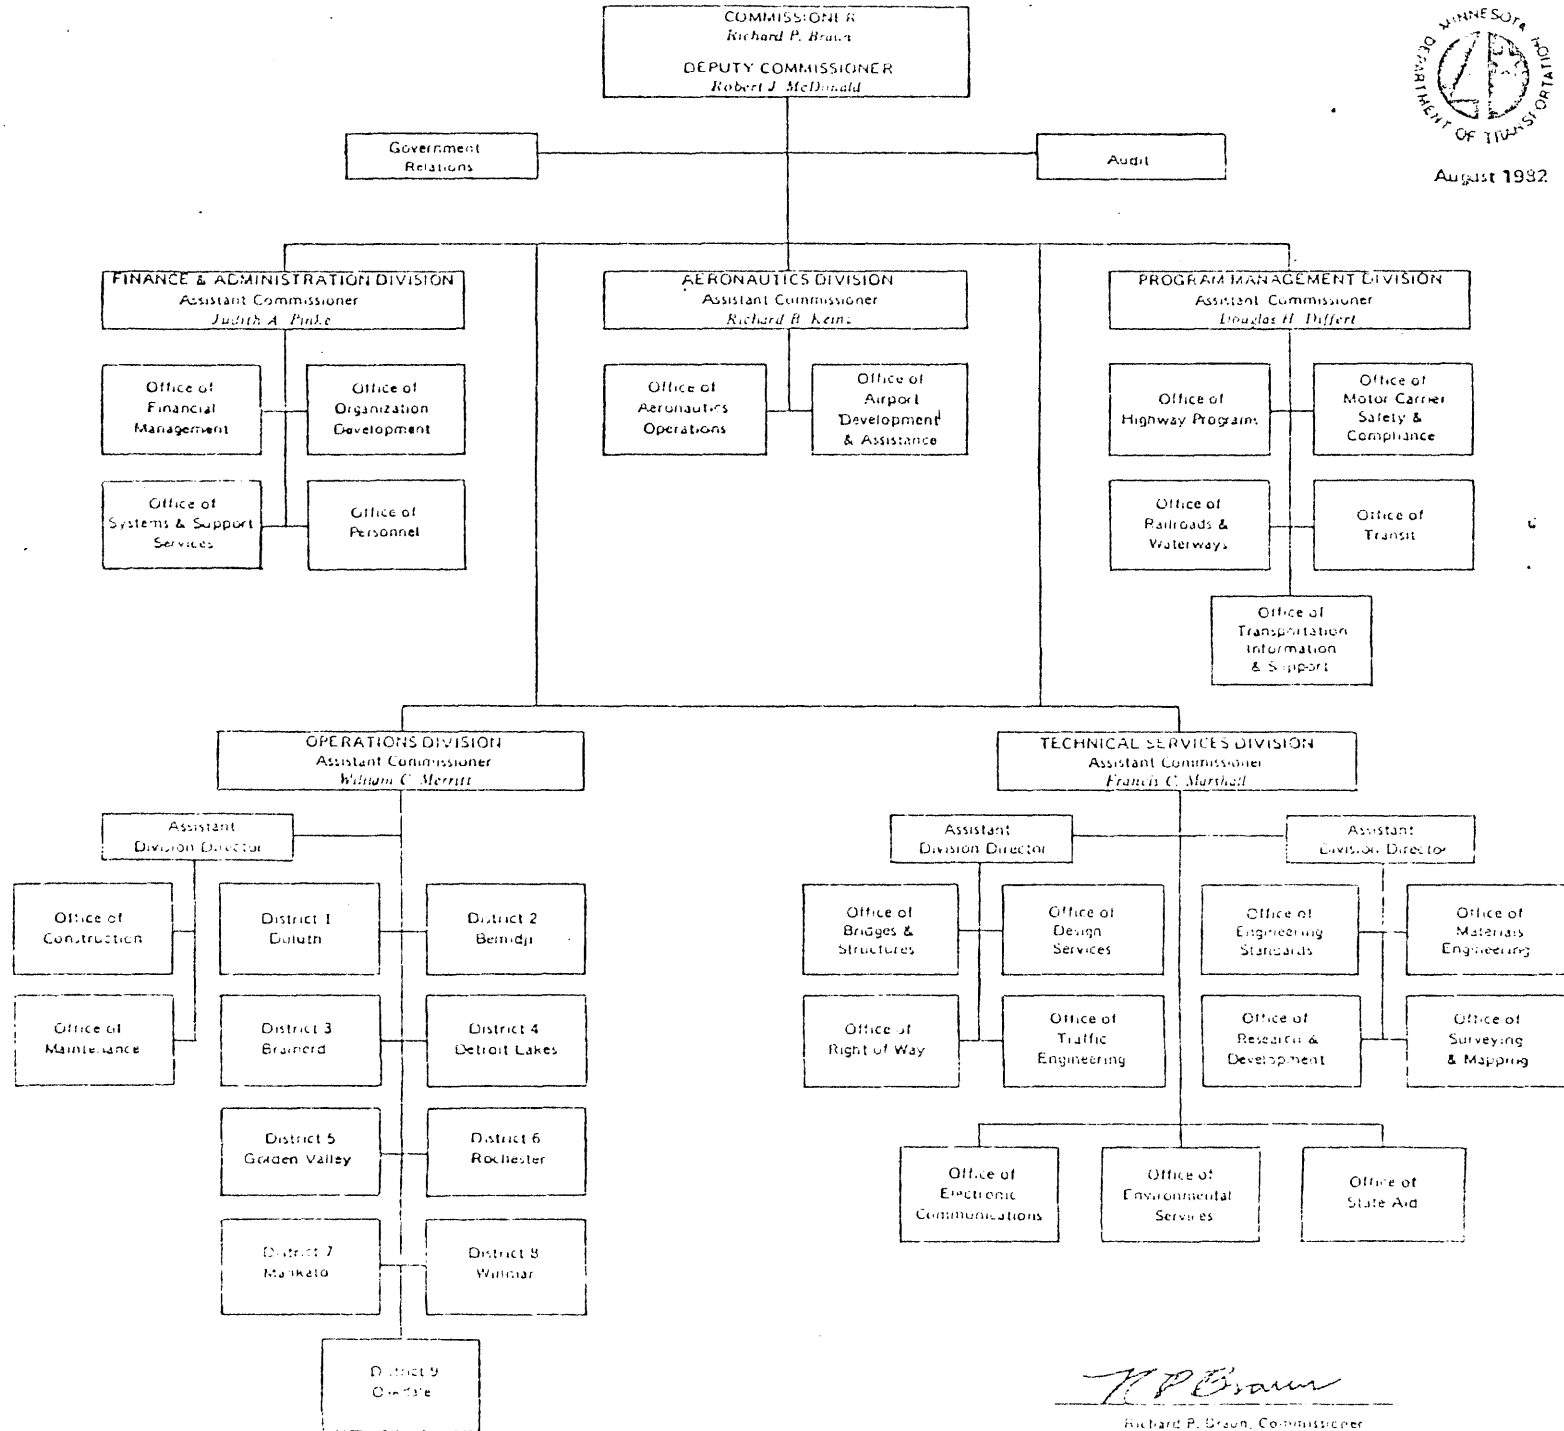 COMMISSIONER
Richard P. Braun
DEPUTY COMMISSIONER
Robert J. McDonald
MINNESOTA DEPARTMENT OF TRANSPORTATION
August 1982
Government
Relations
Audit
FINANCE & ADMINISTRATION DIVISION
Assistant Commissioner
Judith A. Pinke
AERONAUTICS DIVISION
Assistant Commissioner
Richard B. Keinz
PROGRAM MANAGEMENT DIVISION
Assistant Commissioner
Douglas H. Differt
Office of
Financial
Management
Office of
Organization
Development
Office of
Aeronautics
Operations
Office of
Airport
Development
& Assistance
Office of
Highway Programs
Office of
Motor Carrier
Safety &
Compliance
Office of
Systems & Support
Services
Office of
Personnel
Office of
Railroads &
Waterways
Office of
Transit
Office of
Transportation
Information
& Support
OPERATIONS DIVISION
Assistant Commissioner
William C. Merritt
TECHNICAL SERVICES DIVISION
Assistant Commissioner
Francis C. Marshall
Assistant
Division Director
Assistant
Division Director
Assistant
Division Director
Office of
Construction
District 1
Duluth
District 2
Bemidji
Office of
Bridges &
Structures
Office of
Design
Services
Office of
Engineering
Standards
Office of
Materials
Engineering
Office of
Maintenance
District 3
Brainerd
District 4
Detroit Lakes
Office of
Right of Way
Office of
Traffic
Engineering
Office of
Research &
Development
Office of
Surveying
& Mapping
District 5
Golden Valley
District 6
Rochester
Office of
Electronic
Communications
Office of
Environmental
Services
Office of
State Aid
District 7
Mankato
District 8
Willmar
District 9
Oakdale
R P Braun
Richard P. Braun, Commissioner